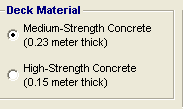 Deck Material
Medium-Strength Concrete
(0.23 meter thick)
High-Strength Concrete
(0.15 meter thick)